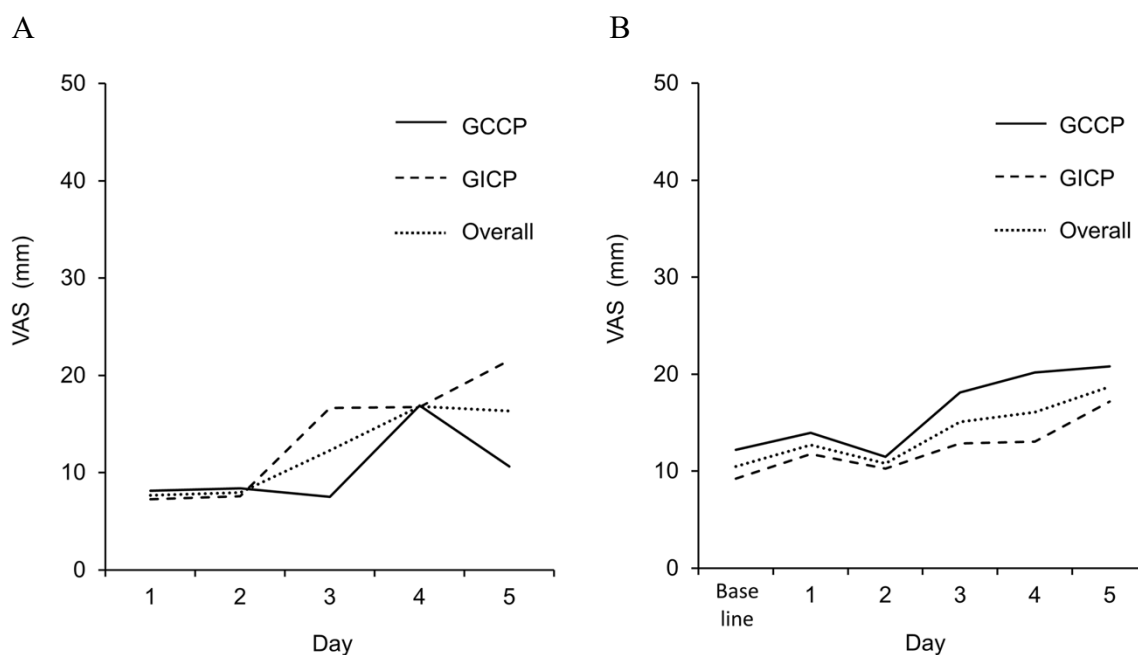 A
50
40
30
20
10
0
VAS (mm)
GCCP
GICP
Overall
1 2 3 4 5
Day
B
50
40
30
20
10
0
VAS (mm)
GCCP
GICP
Overall
Base
line
1 2 3 4 5
Day